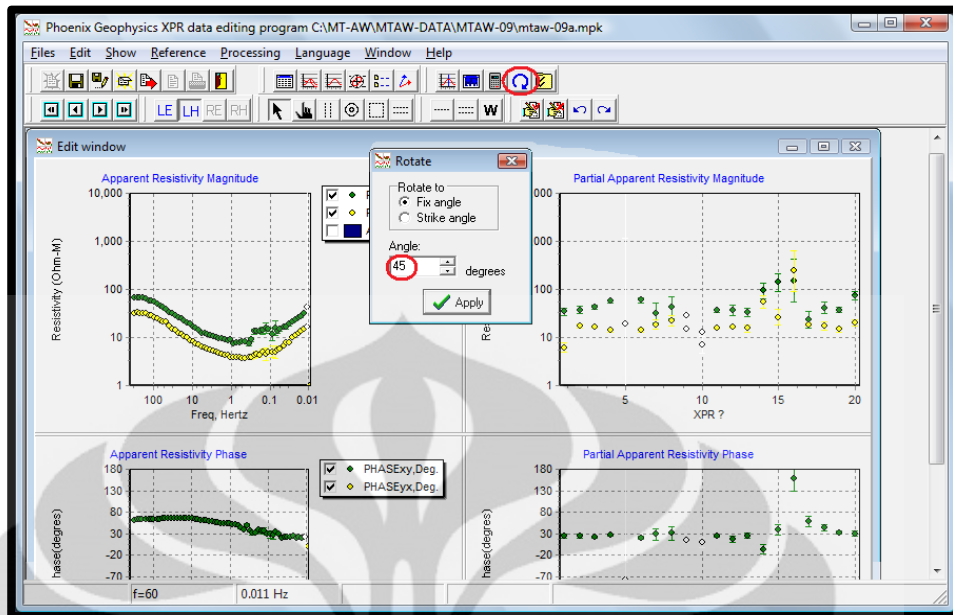 Phoenix Geophysics XPR data editing program C:\MT-AW\MTAW-DATA\MTAW-09\mtaw-09a.mpk
Files Edit Show Reference Processing Language Window Help
LE LH RE RH W
Edit window
Apparent Resistivity Magnitude
Resistivity (Ohm-M)
10,000
1,000
100
10
1
100 10 1 0.1 0.01
Freq, Hertz
Rotate
Rotate to
Fix angle
Strike angle
Angle:
45 degrees
Apply
Partial Apparent Resistivity Magnitude
000
000
100
10
1
5 10 15 20
XPR ?
Apparent Resistivity Phase
hase(degres)
180
130
80
30
-20
-70
PHASExy,Deg.
PHASEyx,Deg.
Partial Apparent Resistivity Phase
hase(degres)
180
130
80
30
-20
-70
f=60 0.011 Hz